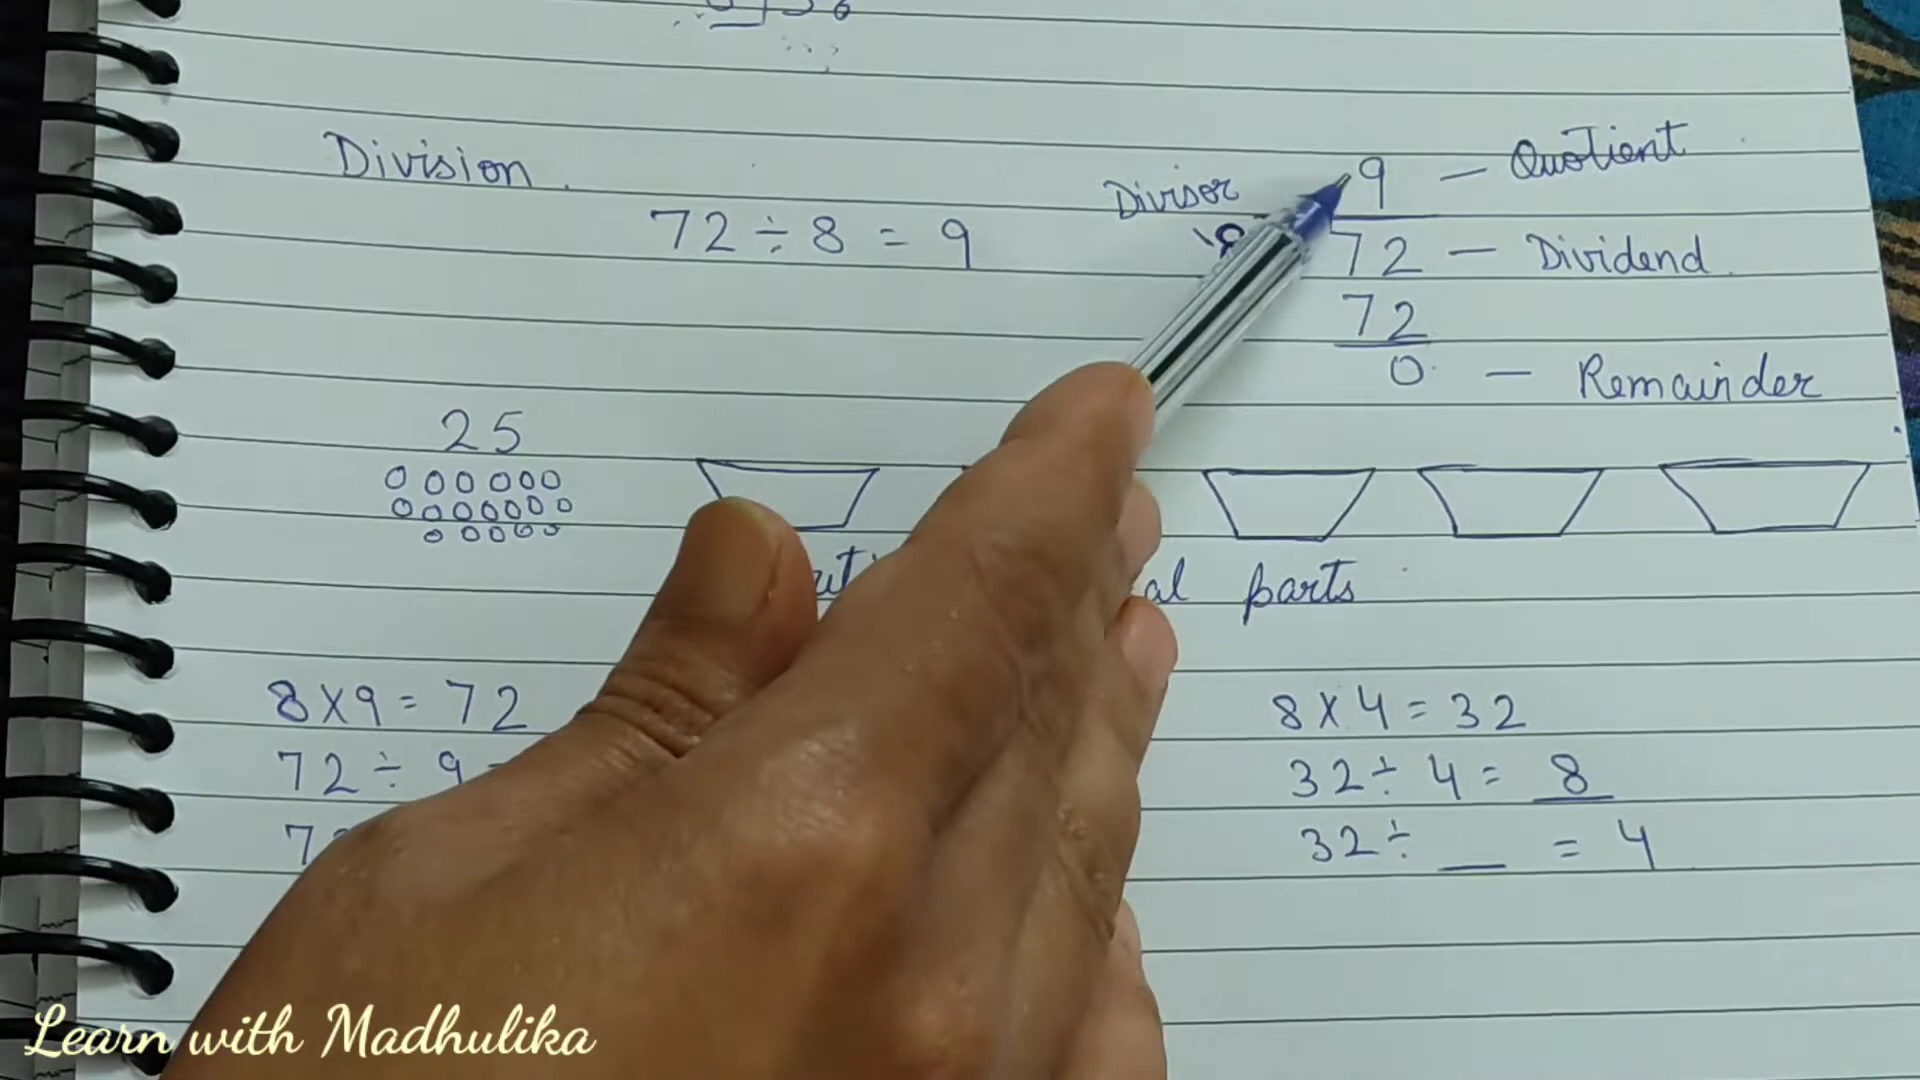 Division.
72 ÷ 8 = 9
Divisor
9 — Quotient
8 72 — Dividend
72
0 — Remainder
25
parts
8 x 9 = 72
72 ÷ 9
8 x 4 = 32
32 ÷ 4 = 8
32 ÷ __ = 4
Learn with Madhulika